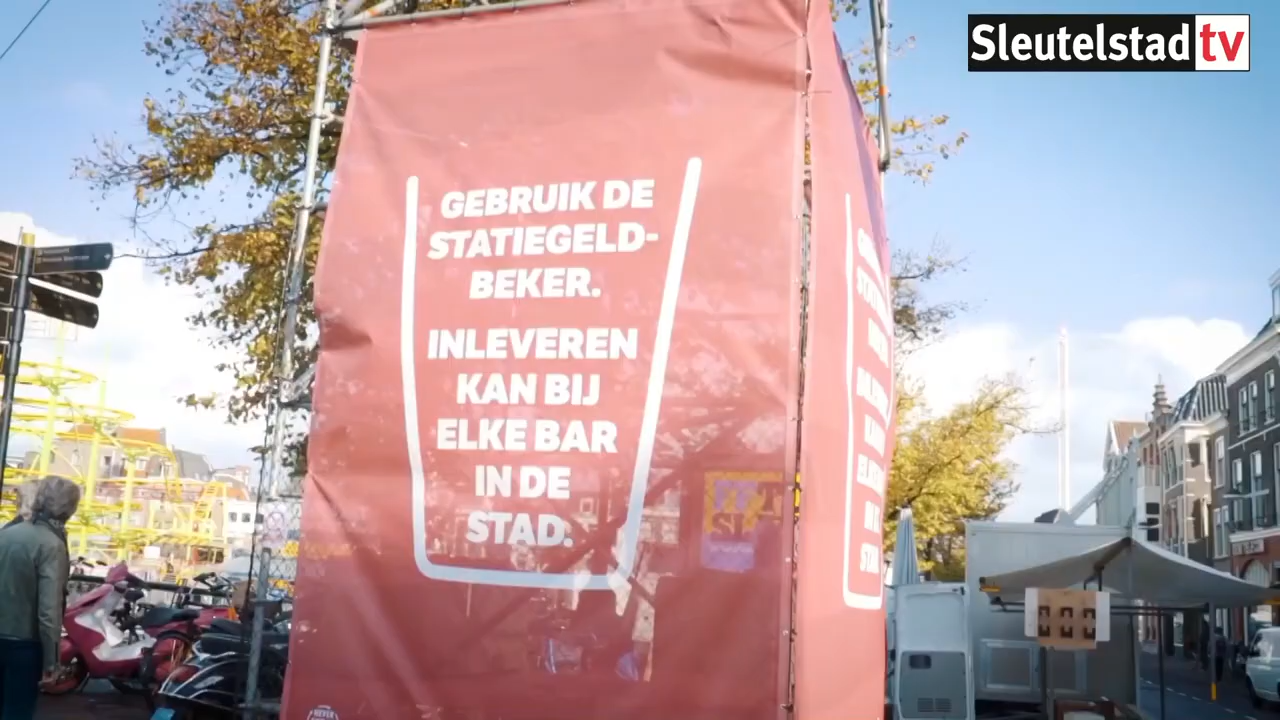 Sleutelstad tv
GEBRUIK DE
STATIEGELD-
BEKER.
INLEVEREN
KAN BIJ
ELKE BAR
IN DE
STAD.